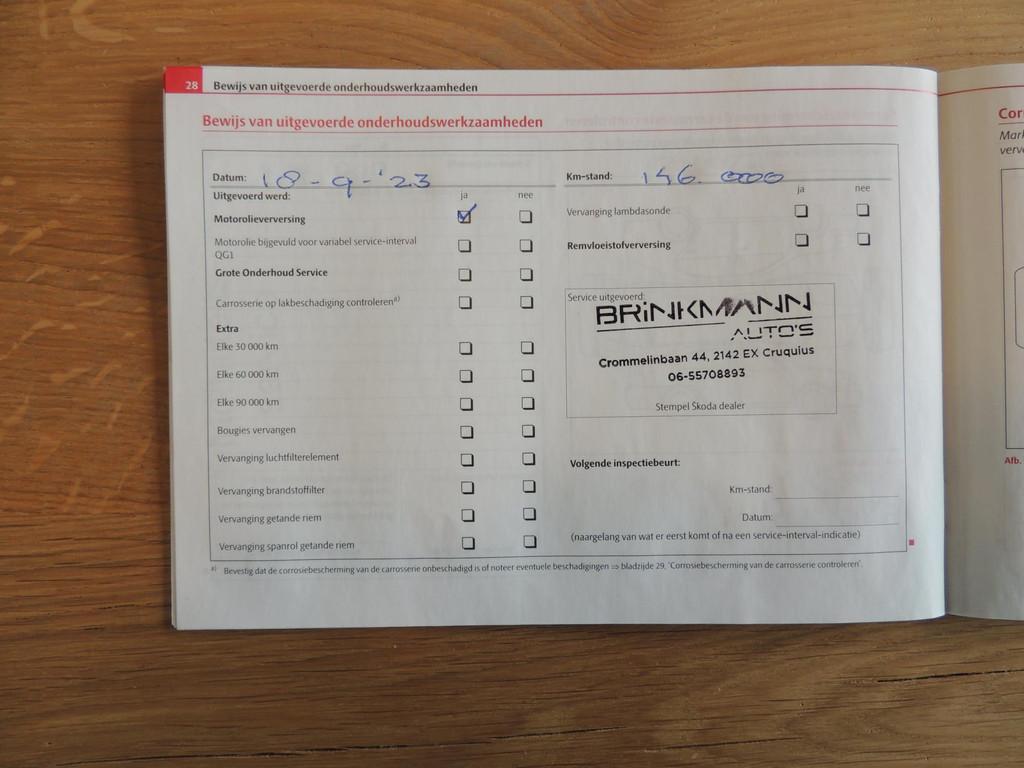 28 Bewijs van uitgevoerde onderhoudswerkzaamheden
Bewijs van uitgevoerde onderhoudswerkzaamheden
Datum: 18-9-'23
Uitgevoerd werd: ja nee
Motorolieverversing
Motorolie bijgevuld voor variabel service-interval
QG1
Grote Onderhoud Service
Carrosserie op lakbeschadiging controleren a)
Extra
Elke 30 000 km
Elke 60 000 km
Elke 90 000 km
Bougies vervangen
Vervanging luchtfilterelement
Vervanging brandstoffilter
Vervanging getande riem
Vervanging spanrol getande riem
Km-stand: 146.000
ja nee
Vervanging lambdasonde
Remvloeistofverversing
Service uitgevoerd:
BRiNKMANN
AUTO'S
Crommelinbaan 44, 2142 EX Cruquius
06-55708893
Stempel Škoda dealer
Volgende inspectiebeurt:
Km-stand:
Datum:
(naargelang van wat er eerst komt of na een service-interval-indicatie)
a) Bevestig dat de corrosiebescherming van de carrosserie onbeschadigd is of noteer eventuele beschadigingen ⇒ bladzijde 29, "Corrosiebescherming van de carrosserie controleren".
Cor
Mark
verv
Afb.